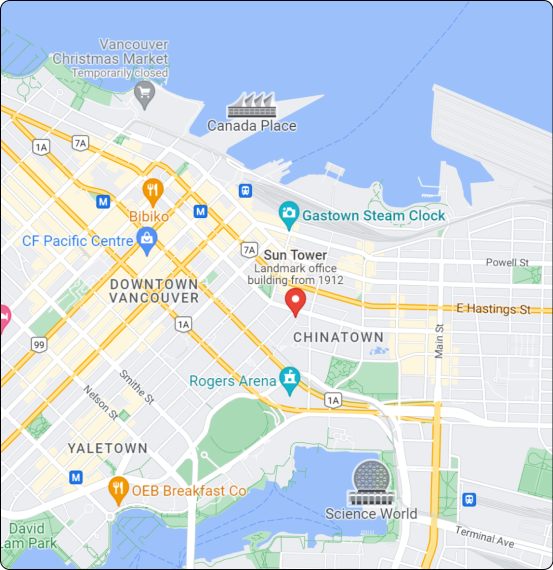 Vancouver
Christmas Market
Temporarily closed
Canada Place
7A
1A
M
Bibiko
M
Gastown Steam Clock
CF Pacific Centre
7A
Sun Tower
Landmark office
building from 1912
Powell St
DOWNTOWN
VANCOUVER
E Hastings St
1A
CHINATOWN
Main St
99
Smithe St
Rogers Arena
Nelson St
1A
YALETOWN
M
OEB Breakfast Co
Science World
David
Lam Park
Terminal Ave